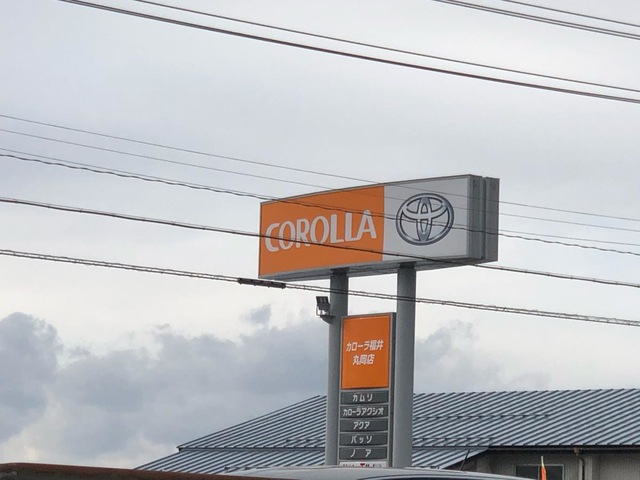 COROLLA
カローラ福井
丸岡店
カムリ
カローラアクシオ
アクア
パッソ
ノア